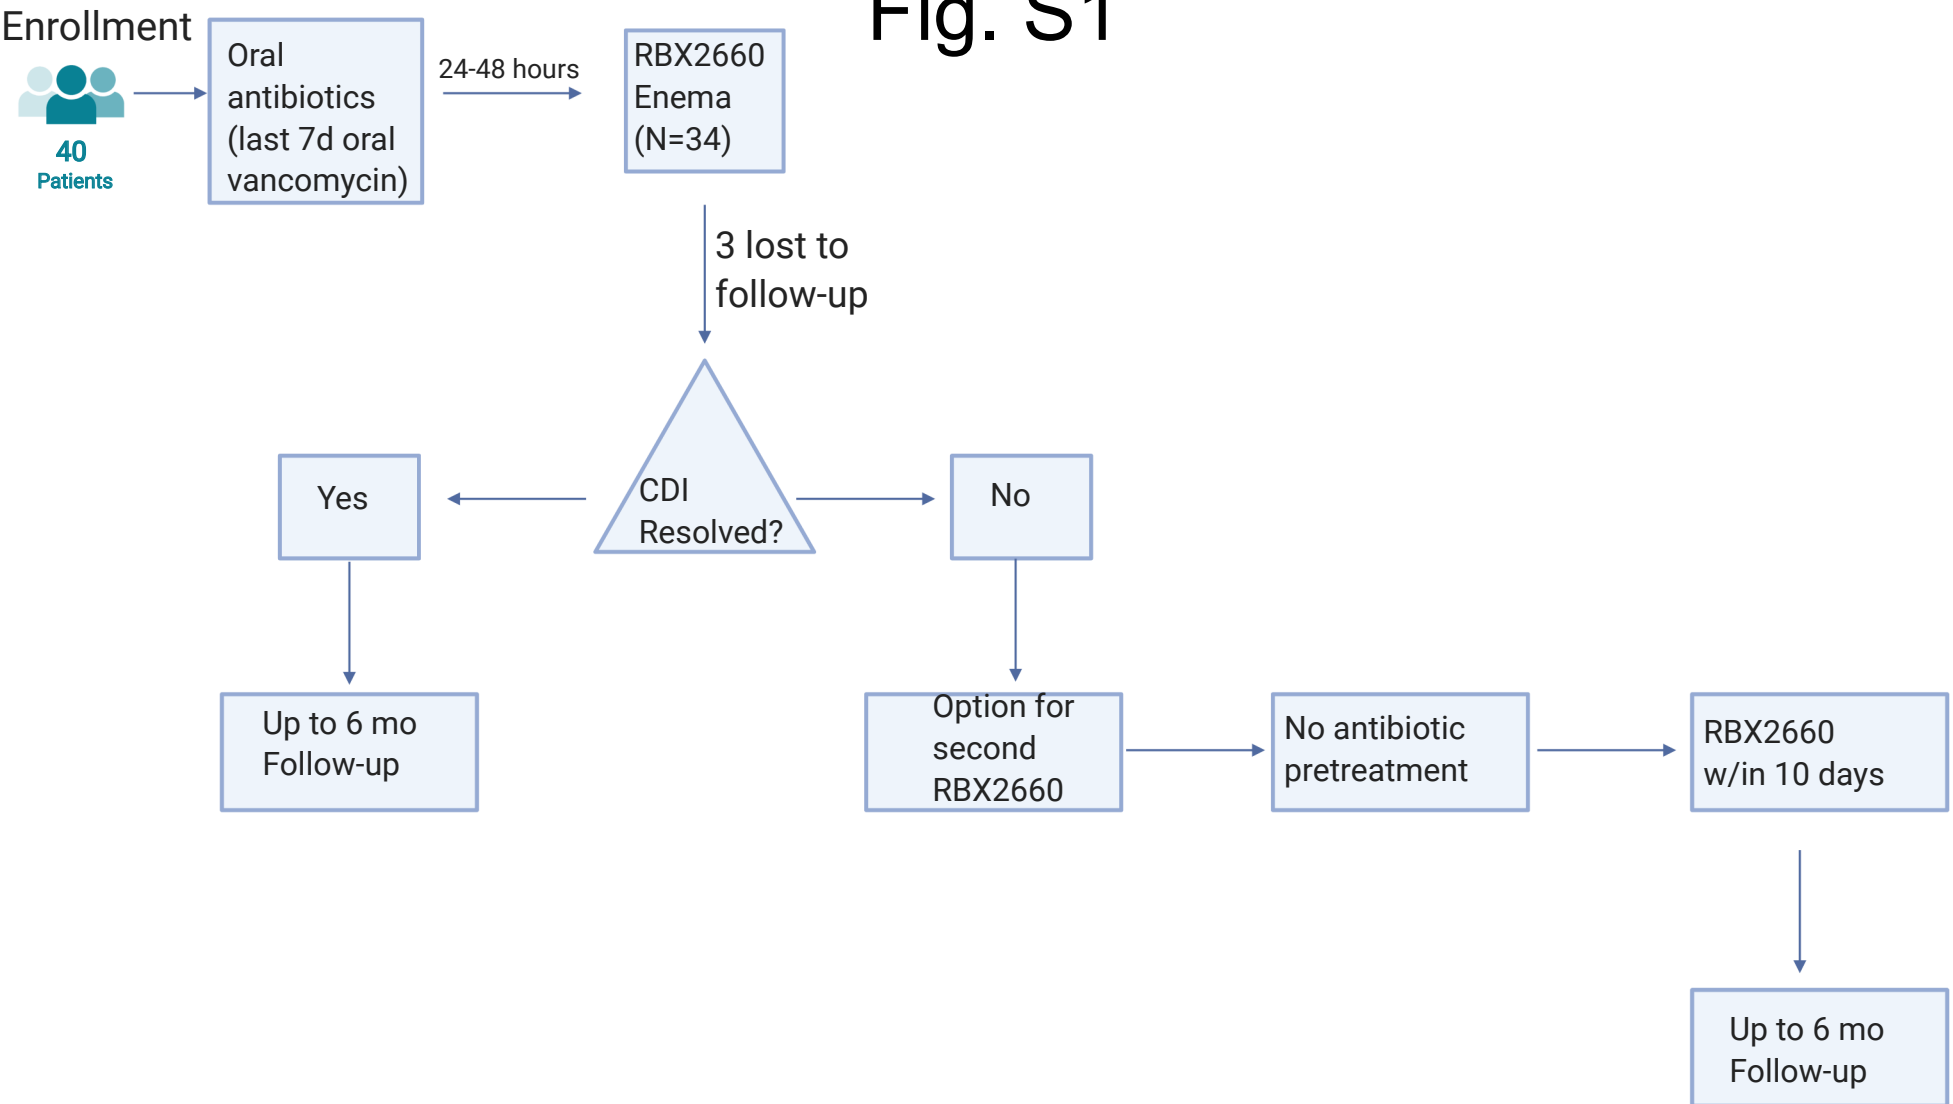 Fig. S1
Enrollment
40
Patients
Oral
antibiotics
(last 7d oral
vancomycin)
24-48 hours
RBX2660
Enema
(N=34)
3 lost to
follow-up
CDI
Resolved?
Yes
No
Up to 6 mo
Follow-up
Option for
second
RBX2660
No antibiotic
pretreatment
RBX2660
w/in 10 days
Up to 6 mo
Follow-up